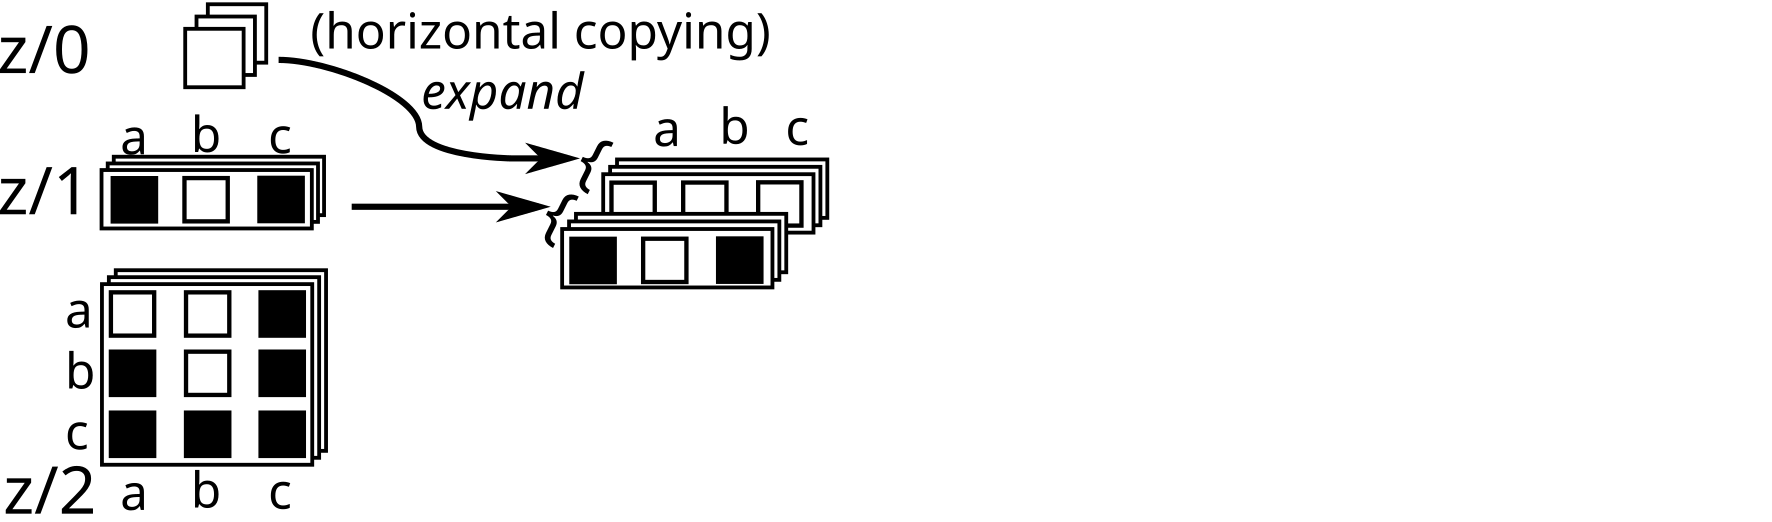 z/0
(horizontal copying)
expand
a b c
z/1
a b c
a
b
c
z/2
a b c